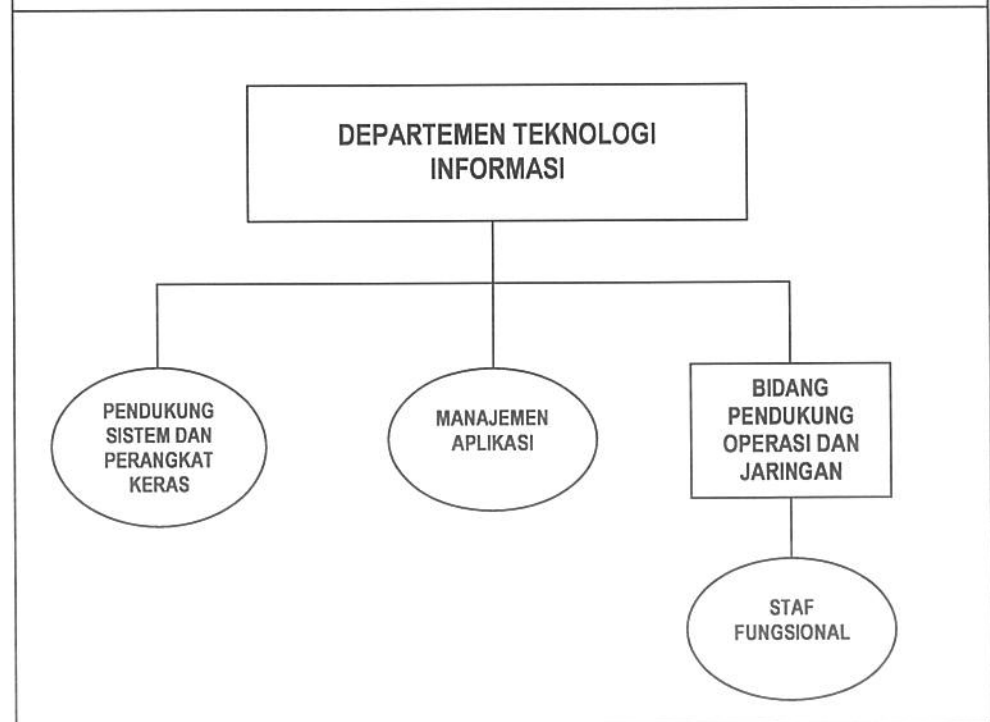 DEPARTEMEN TEKNOLOGI
INFORMASI
PENDUKUNG
SISTEM DAN
PERANGKAT
KERAS
MANAJEMEN
APLIKASI
BIDANG
PENDUKUNG
OPERASI DAN
JARINGAN
STAF
FUNGSIONAL